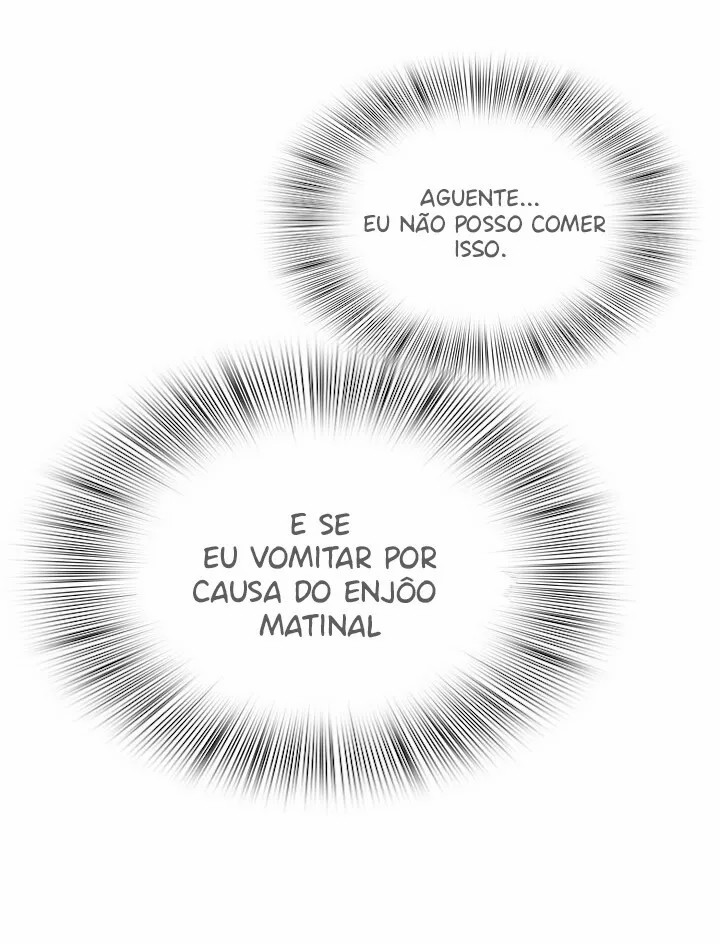 AGUENTE...
EU NÃO POSSO COMER
ISSO.
E SE
EU VOMITAR POR
CAUSA DO ENJÔO
MATINAL